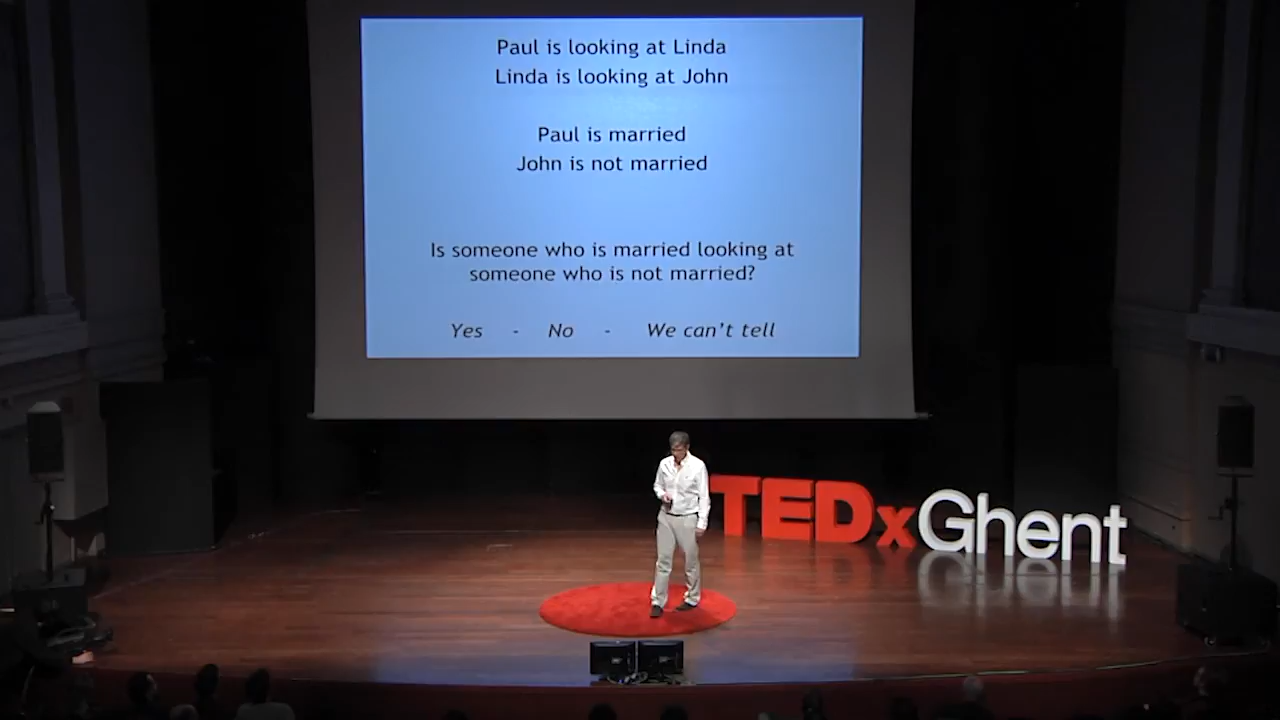 Paul is looking at Linda
Linda is looking at John
Paul is married
John is not married
Is someone who is married looking at
someone who is not married?
Yes - No - We can't tell
TEDxGhent